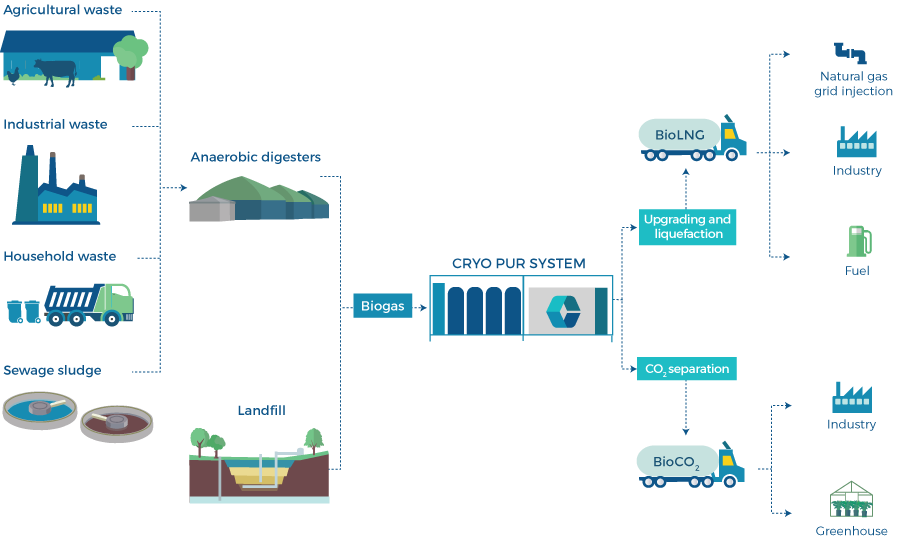 Agricultural waste
Industrial waste
Household waste
Sewage sludge
Anaerobic digesters
Landfill
Biogas
CRYO PUR SYSTEM
Upgrading and
liquefaction
CO₂ separation
BioLNG
BioCO₂
Natural gas
grid injection
Industry
Fuel
Industry
Greenhouse